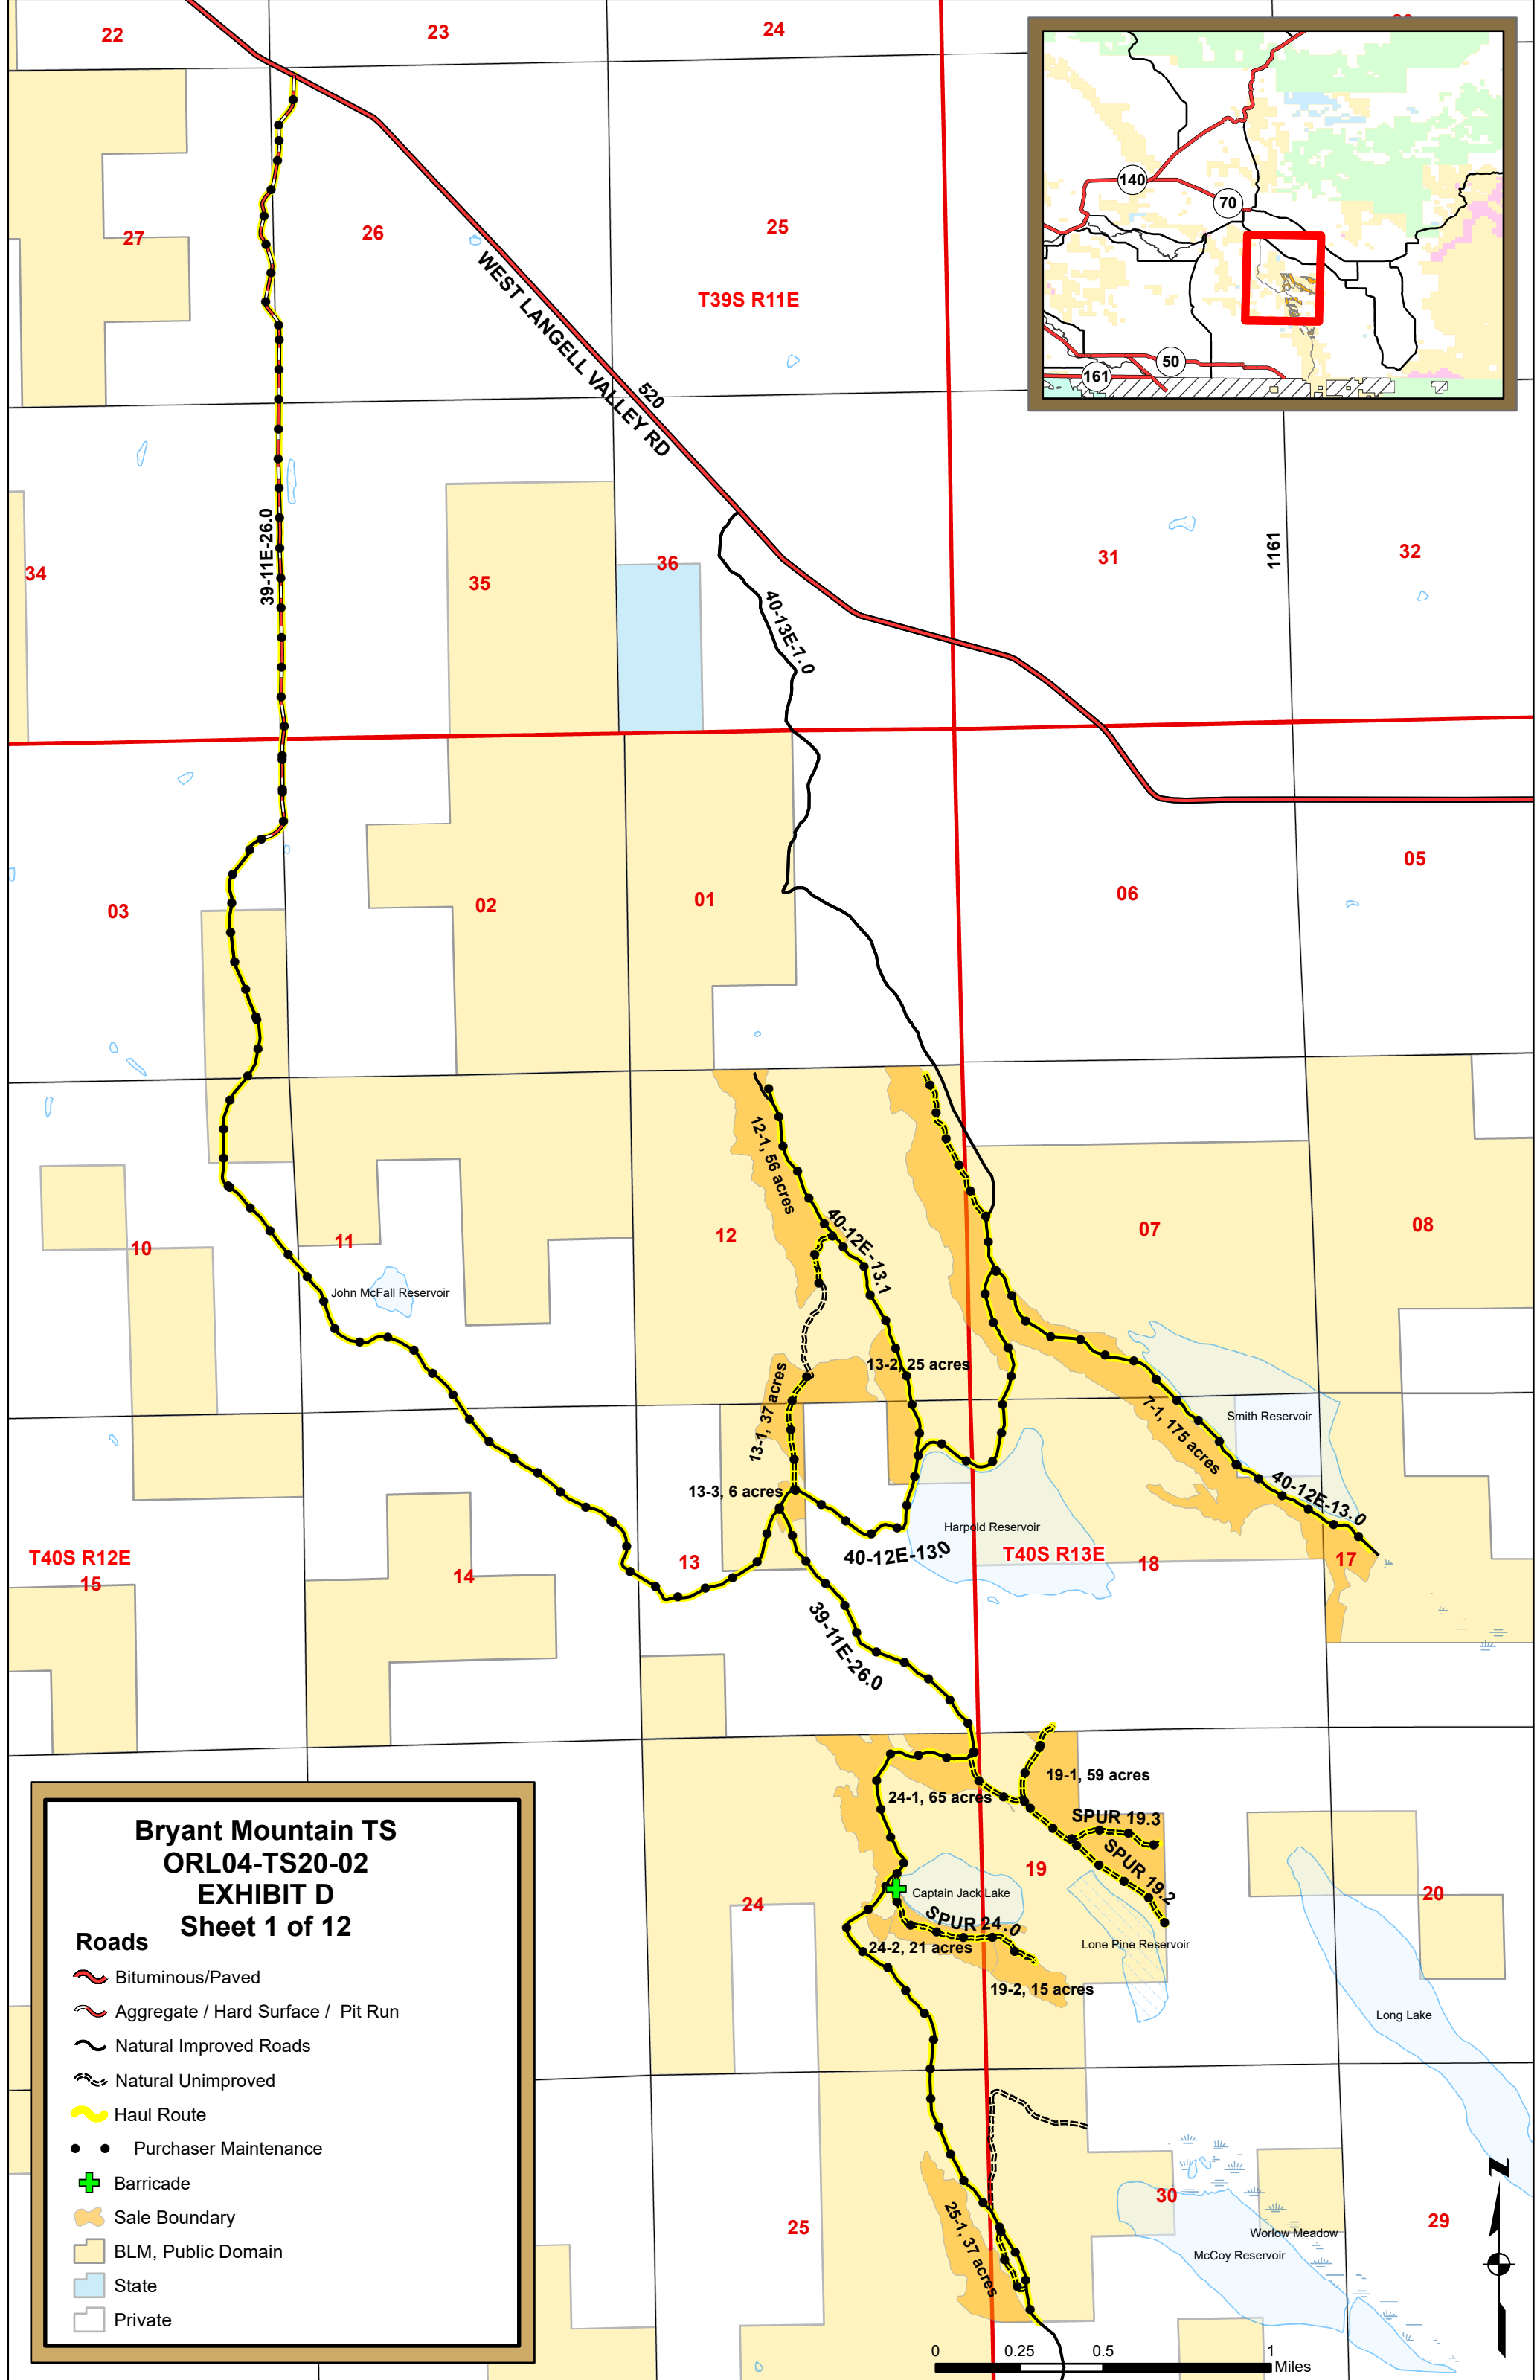 22
23
24
140
70
50
161
27
26
25
T39S R11E
WEST LANGELL VALLEY RD
520
39-11E-26.0
34
35
36
31
1161
32
40-13E-7.0
03
02
01
06
05
12-1, 56 acres
40-12E-13.1
10
11
12
07
08
John McFall Reservoir
13-2, 25 acres
13-1, 37 acres
7-1, 175 acres
Smith Reservoir
13-3, 6 acres
40-12E-13.0
Harpold Reservoir
40-12E-13.0
T40S R12E
15
14
13
T40S R13E
18
17
39-11E-26.0
19-1, 59 acres
24-1, 65 acres
SPUR 19.3
SPUR 19.2
19
24
20
Captain Jack Lake
SPUR 24.0
24-2, 21 acres
Lone Pine Reservoir
19-2, 15 acres
Long Lake
25
25-1, 37 acres
30
29
Worlow Meadow
McCoy Reservoir
N
0 0.25 0.5 1
Miles
Bryant Mountain TS
ORL04-TS20-02
EXHIBIT D
Sheet 1 of 12
Roads
Bituminous/Paved
Aggregate / Hard Surface / Pit Run
Natural Improved Roads
Natural Unimproved
Haul Route
Purchaser Maintenance
Barricade
Sale Boundary
BLM, Public Domain
State
Private